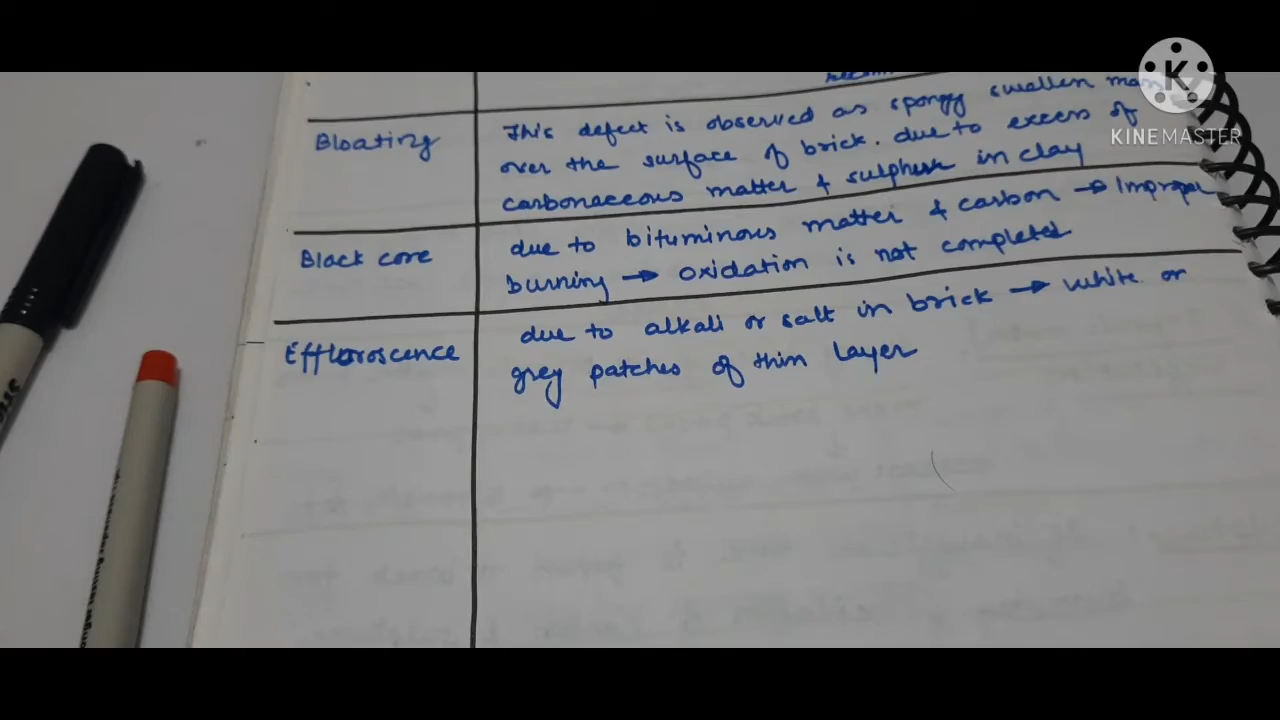 Bloating
This defect is observed as spongy swollen
over the surface of brick. due to excess of
carbonaceous matter & sulphur in clay
Black core
due to bituminous matter & carbon → Improper
burning → oxidation is not completed
Effloroscence
due to alkali or salt in brick → white or
grey patches of thin layer
K
KINEMASTER